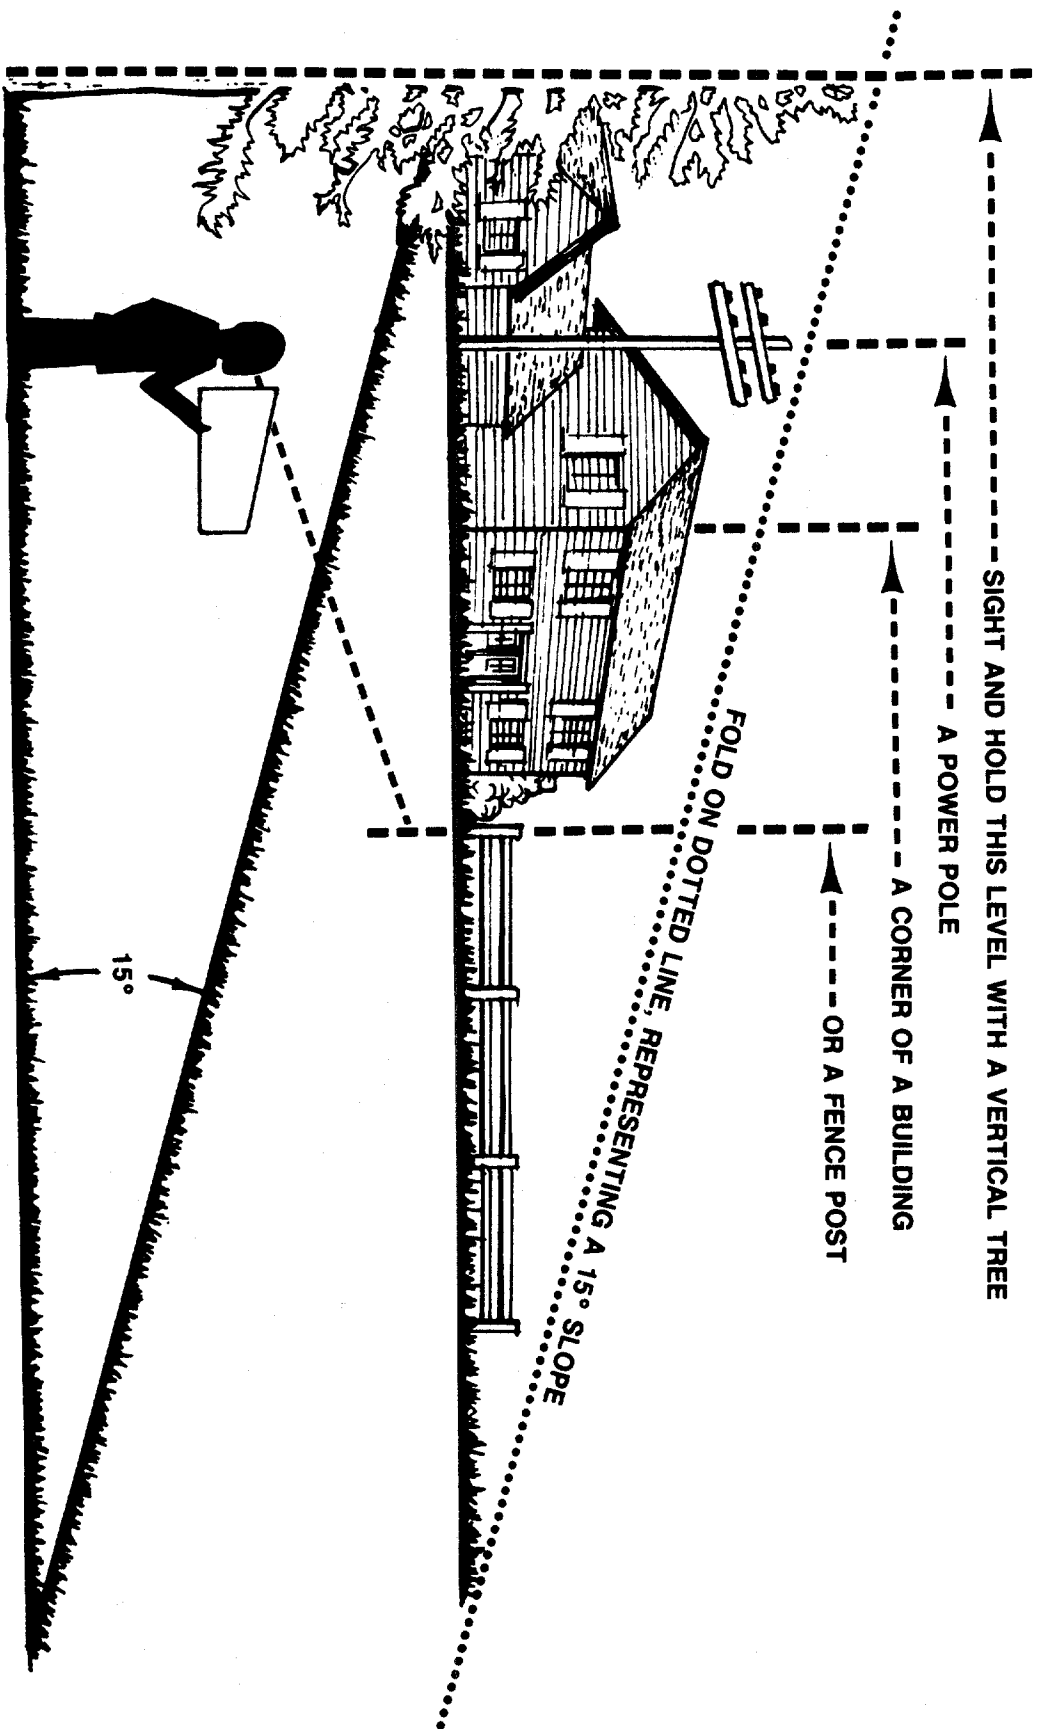 SIGHT AND HOLD THIS LEVEL WITH A VERTICAL TREE
A POWER POLE
A CORNER OF A BUILDING
OR A FENCE POST
FOLD ON DOTTED LINE, REPRESENTING A 15° SLOPE
15°